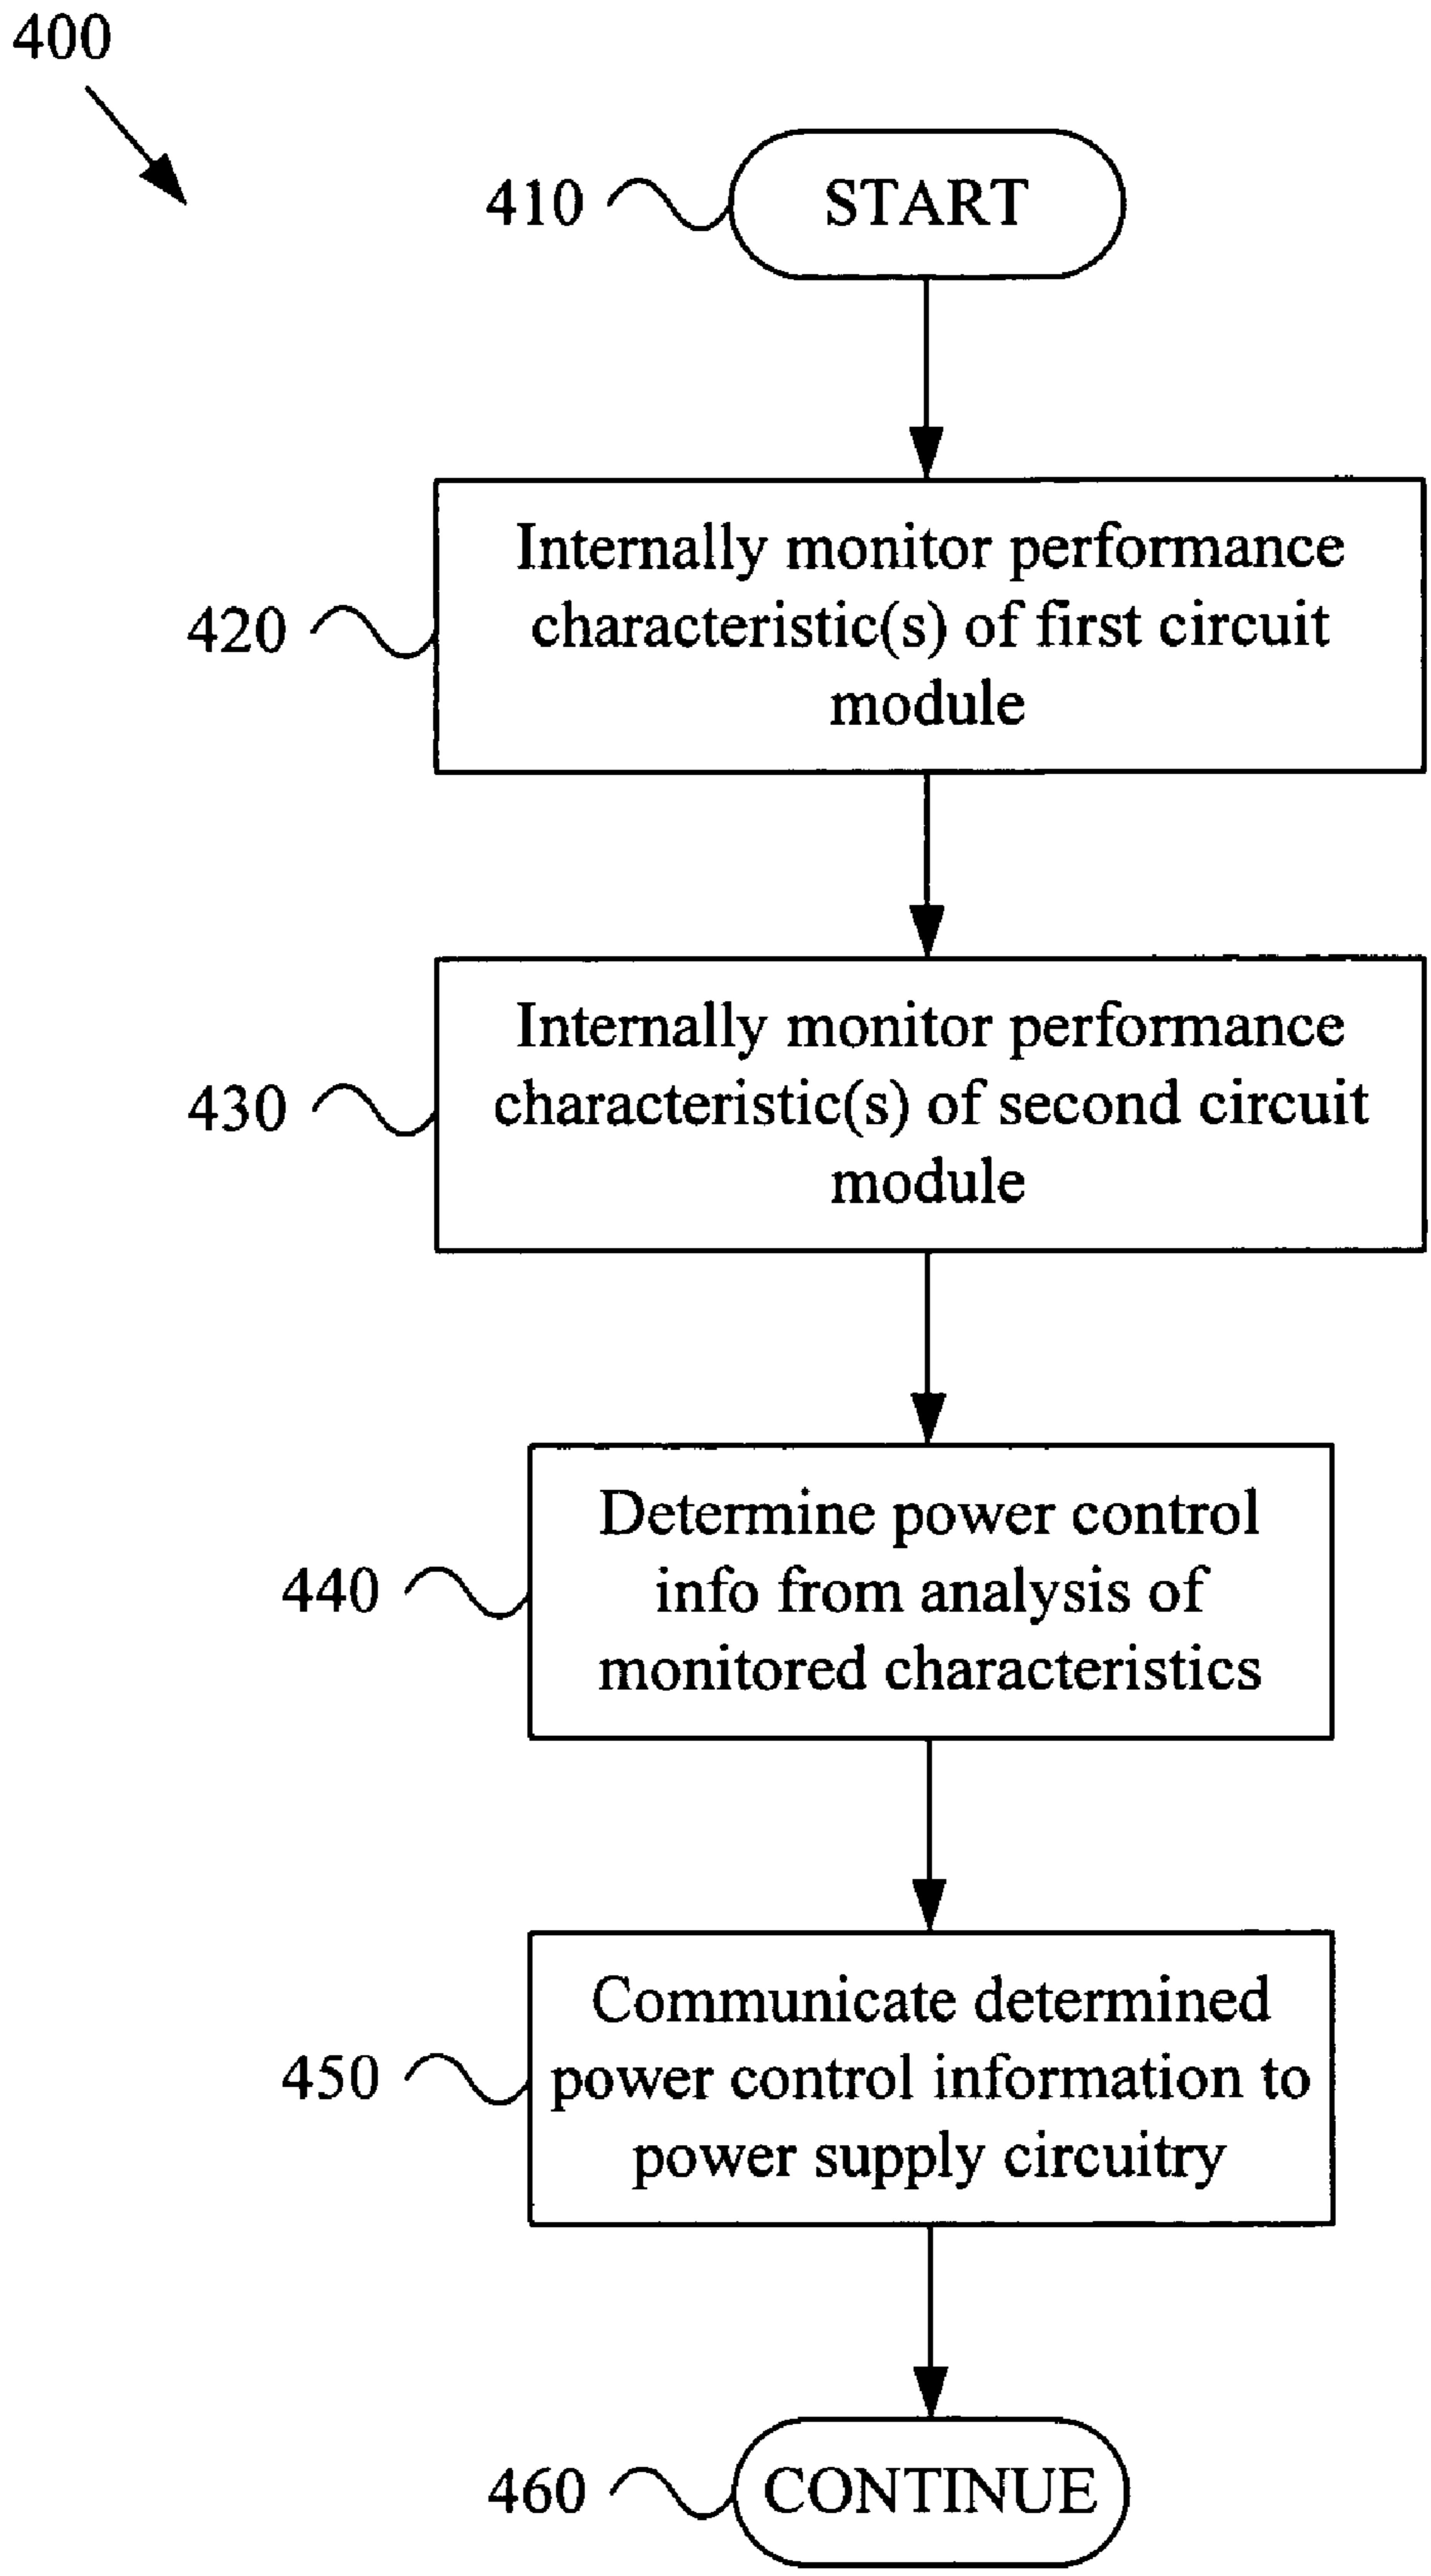 400
410
START
Internally monitor performance
characteristic(s) of first circuit
module
420
Internally monitor performance
characteristic(s) of second circuit
module
430
Determine power control
info from analysis of
monitored characteristics
440
Communicate determined
power control information to
power supply circuitry
450
460
CONTINUE